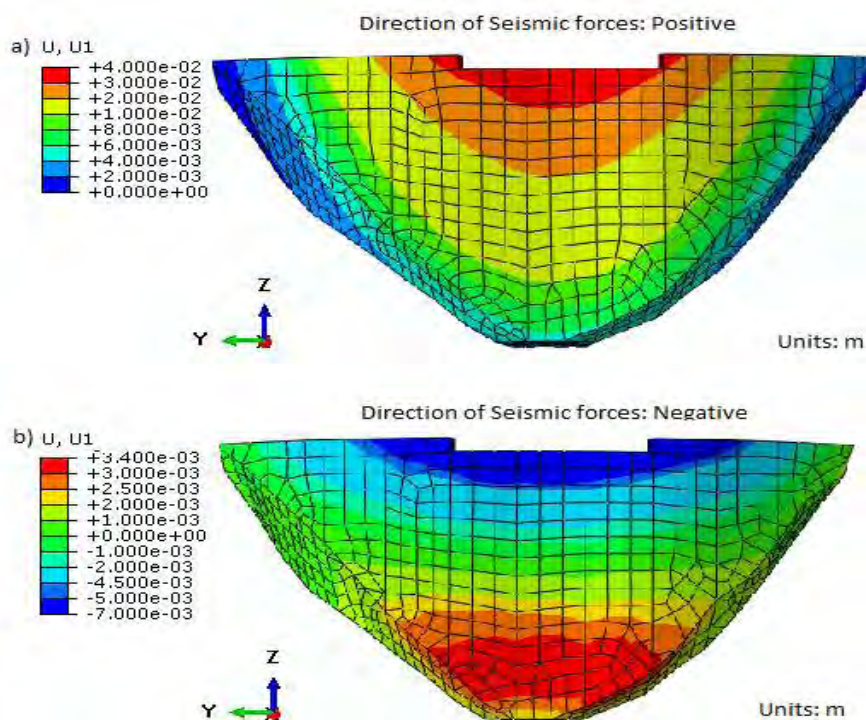 Direction of Seismic forces: Positive
a) U, U1
+4.000e-02
+3.000e-02
+2.000e-02
+1.000e-02
+8.000e-03
+6.000e-03
+4.000e-03
+2.000e-03
+0.000e+00
Z
Y
Units: m
Direction of Seismic forces: Negative
b) U, U1
+3.400e-03
+3.000e-03
+2.500e-03
+2.000e-03
+1.000e-03
+0.000e+00
-1.000e-03
-2.000e-03
-4.500e-03
-5.000e-03
-7.000e-03
Z
Y
Units: m